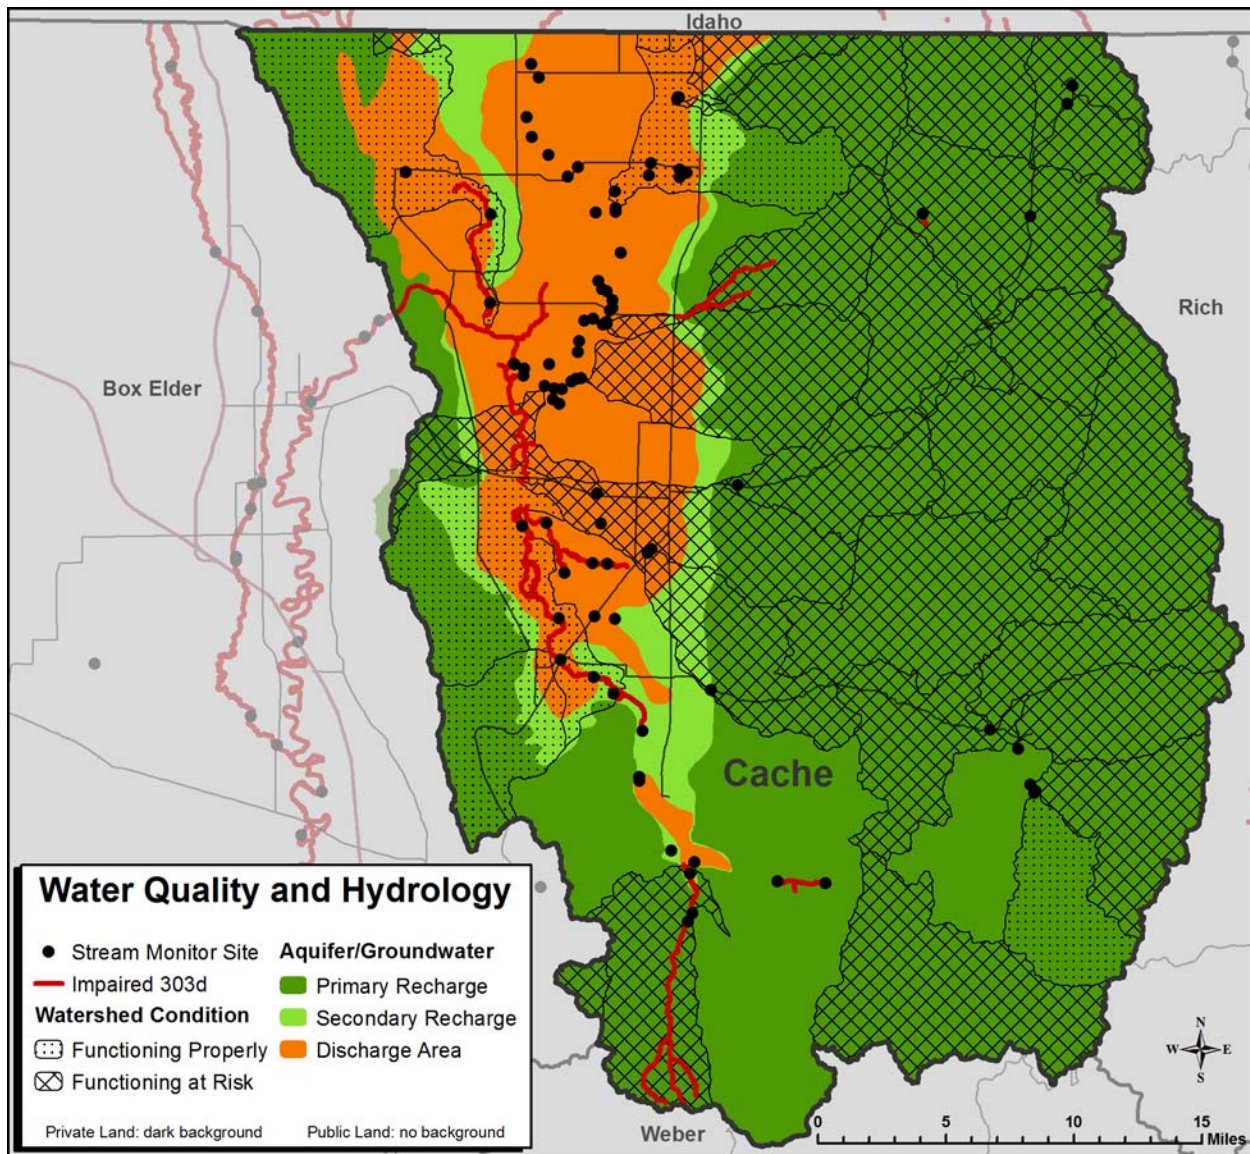 Idaho
Rich
Box Elder
Cache
Water Quality and Hydrology
Stream Monitor Site
Impaired 303d
Watershed Condition
Functioning Properly
Functioning at Risk
Aquifer/Groundwater
Primary Recharge
Secondary Recharge
Discharge Area
Private Land: dark background
Public Land: no background
Weber
N
W E
S
0 5 10 15
Miles